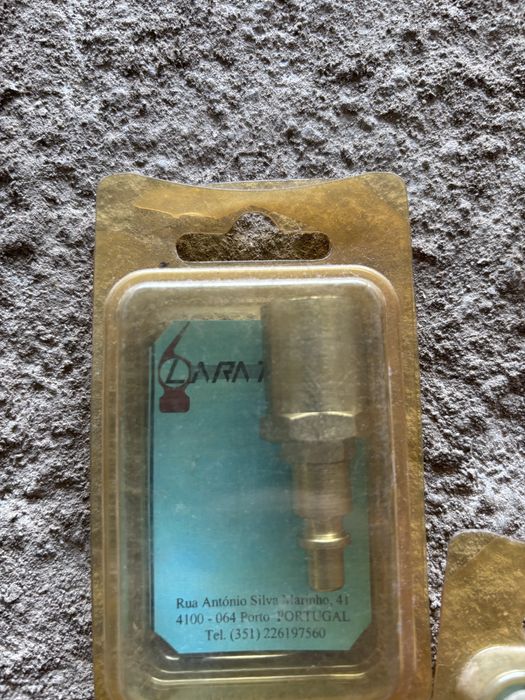 Rua António Silva Marinho, 41
4100 - 064 Porto PORTUGAL
Tel. (351) 226197560